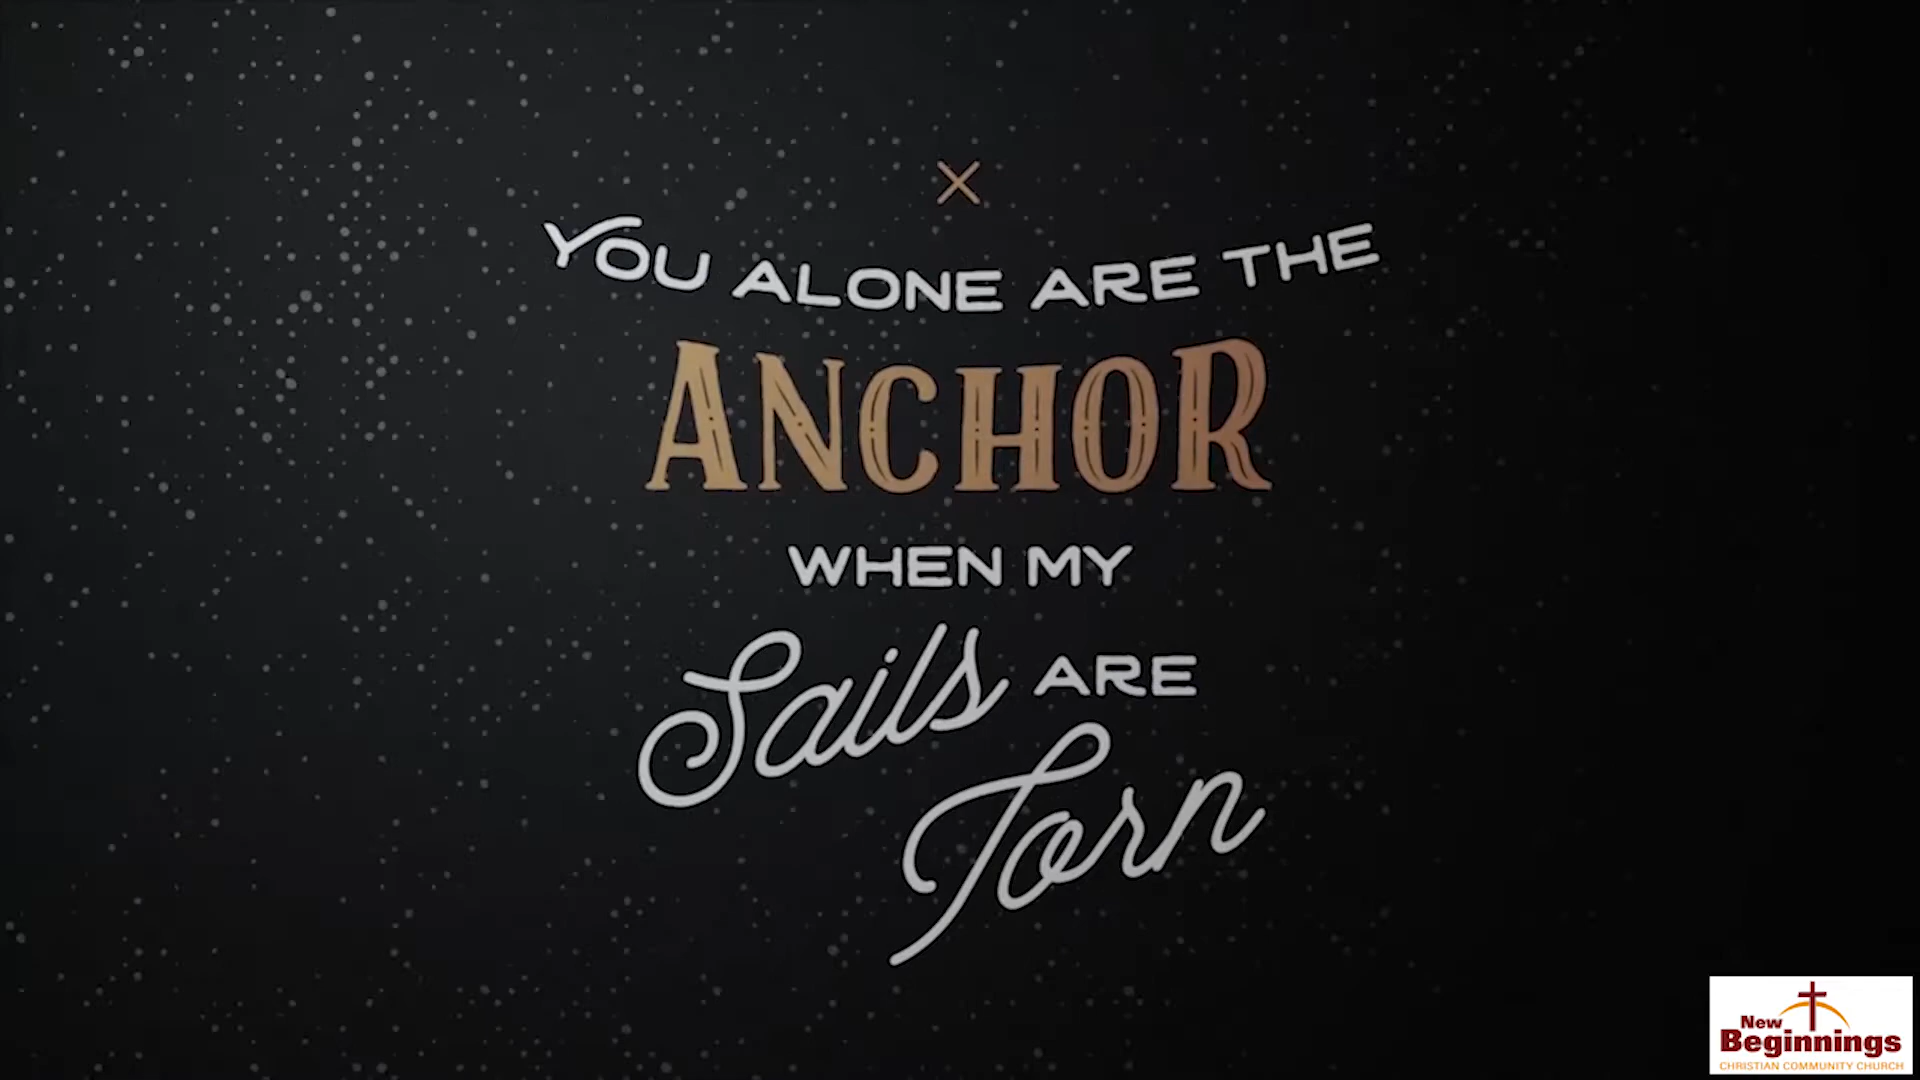 YOU ALONE ARE THE
ANCHOR
WHEN MY
Sails ARE
Torn
New
Beginnings
CHRISTIAN COMMUNITY CHURCH